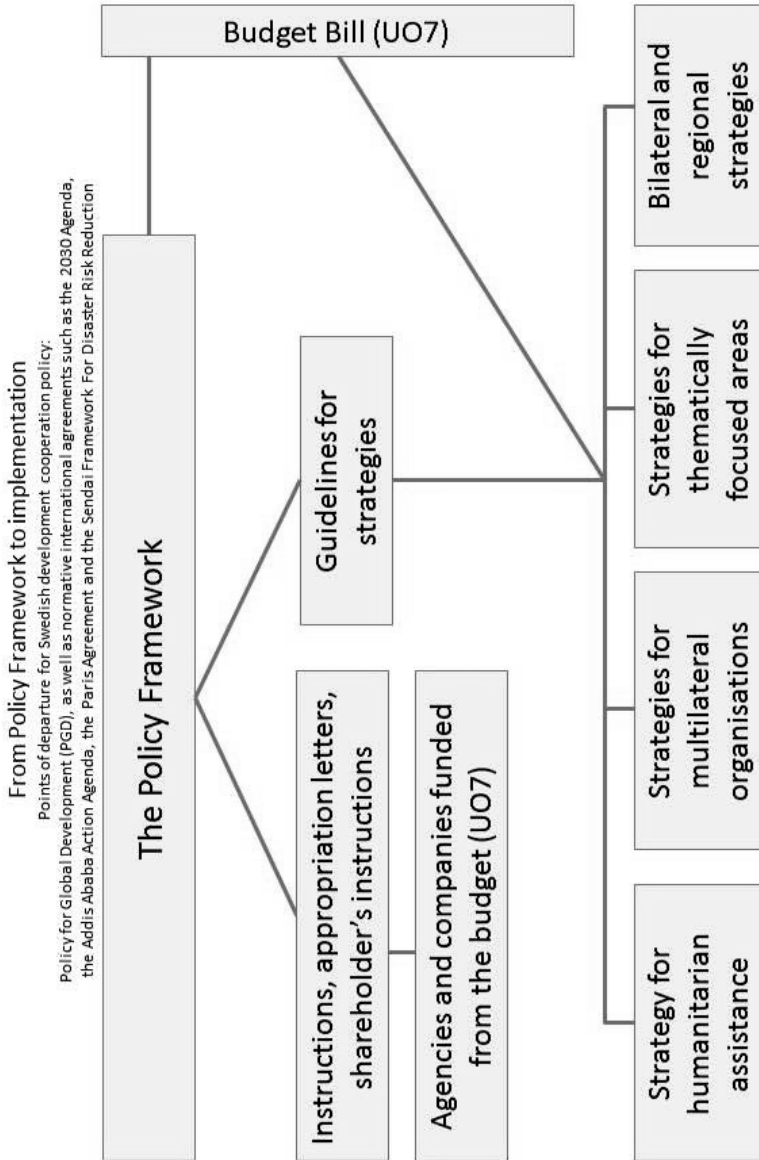 From Policy Framework to implementation
Points of departure for Swedish development cooperation policy:
Policy for Global Development (PGD), as well as normative international agreements such as the 2030 Agenda,
the Addis Ababa Action Agenda, the Paris Agreement and the Sendai Framework For Disaster Risk Reduction
The Policy Framework
Budget Bill (UO7)
Instructions, appropriation letters,
shareholder's instructions
Guidelines for
strategies
Agencies and companies funded
from the budget (UO7)
Strategy for
humanitarian
assistance
Strategies for
multilateral
organisations
Strategies for
thematically
focused areas
Bilateral and
regional
strategies